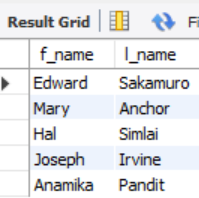 Result Grid
f_name l_name
Edward Sakamuro
Mary Anchor
Hal Simlai
Joseph Irvine
Anamika Pandit